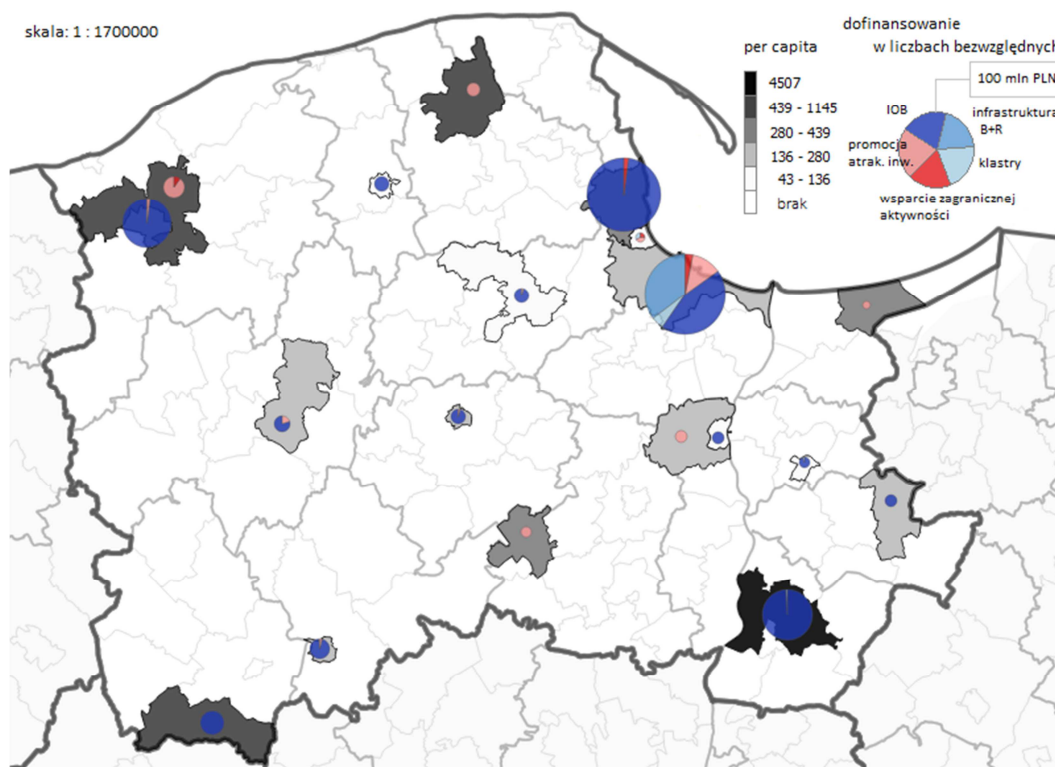 skala: 1 : 1700000
dofinansowanie
per capita
w liczbach bezwzględnych
4507
439 - 1145
280 - 439
136 - 280
43 - 136
brak
100 mln PLN
IOB
infrastruktura
B+R
promocja
atrak. inw.
klastry
wsparcie zagranicznej
aktywności